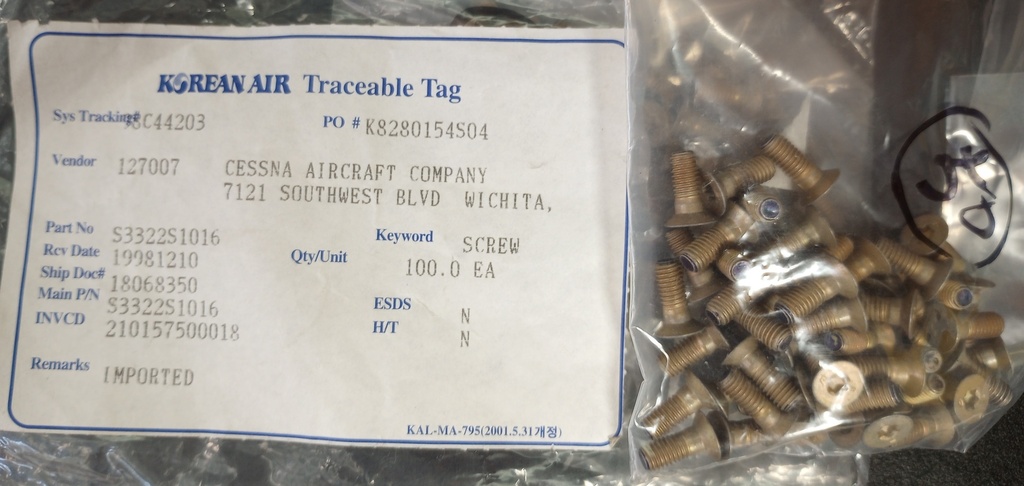 KOREAN AIR Traceable Tag
Sys Tracking# 8C44203 PO # K8280154S04
Vendor 127007 CESSNA AIRCRAFT COMPANY
7121 SOUTHWEST BLVD WICHITA,
Part No S3322S1016 Keyword SCREW
Rcv Date 19981210 Qty/Unit 100.0 EA
Ship Doc# 18068350
Main P/N S3322S1016 ESDS N
INVCD 210157500018 H/T N
Remarks IMPORTED
KAL-MA-795(2001.5.31개정)